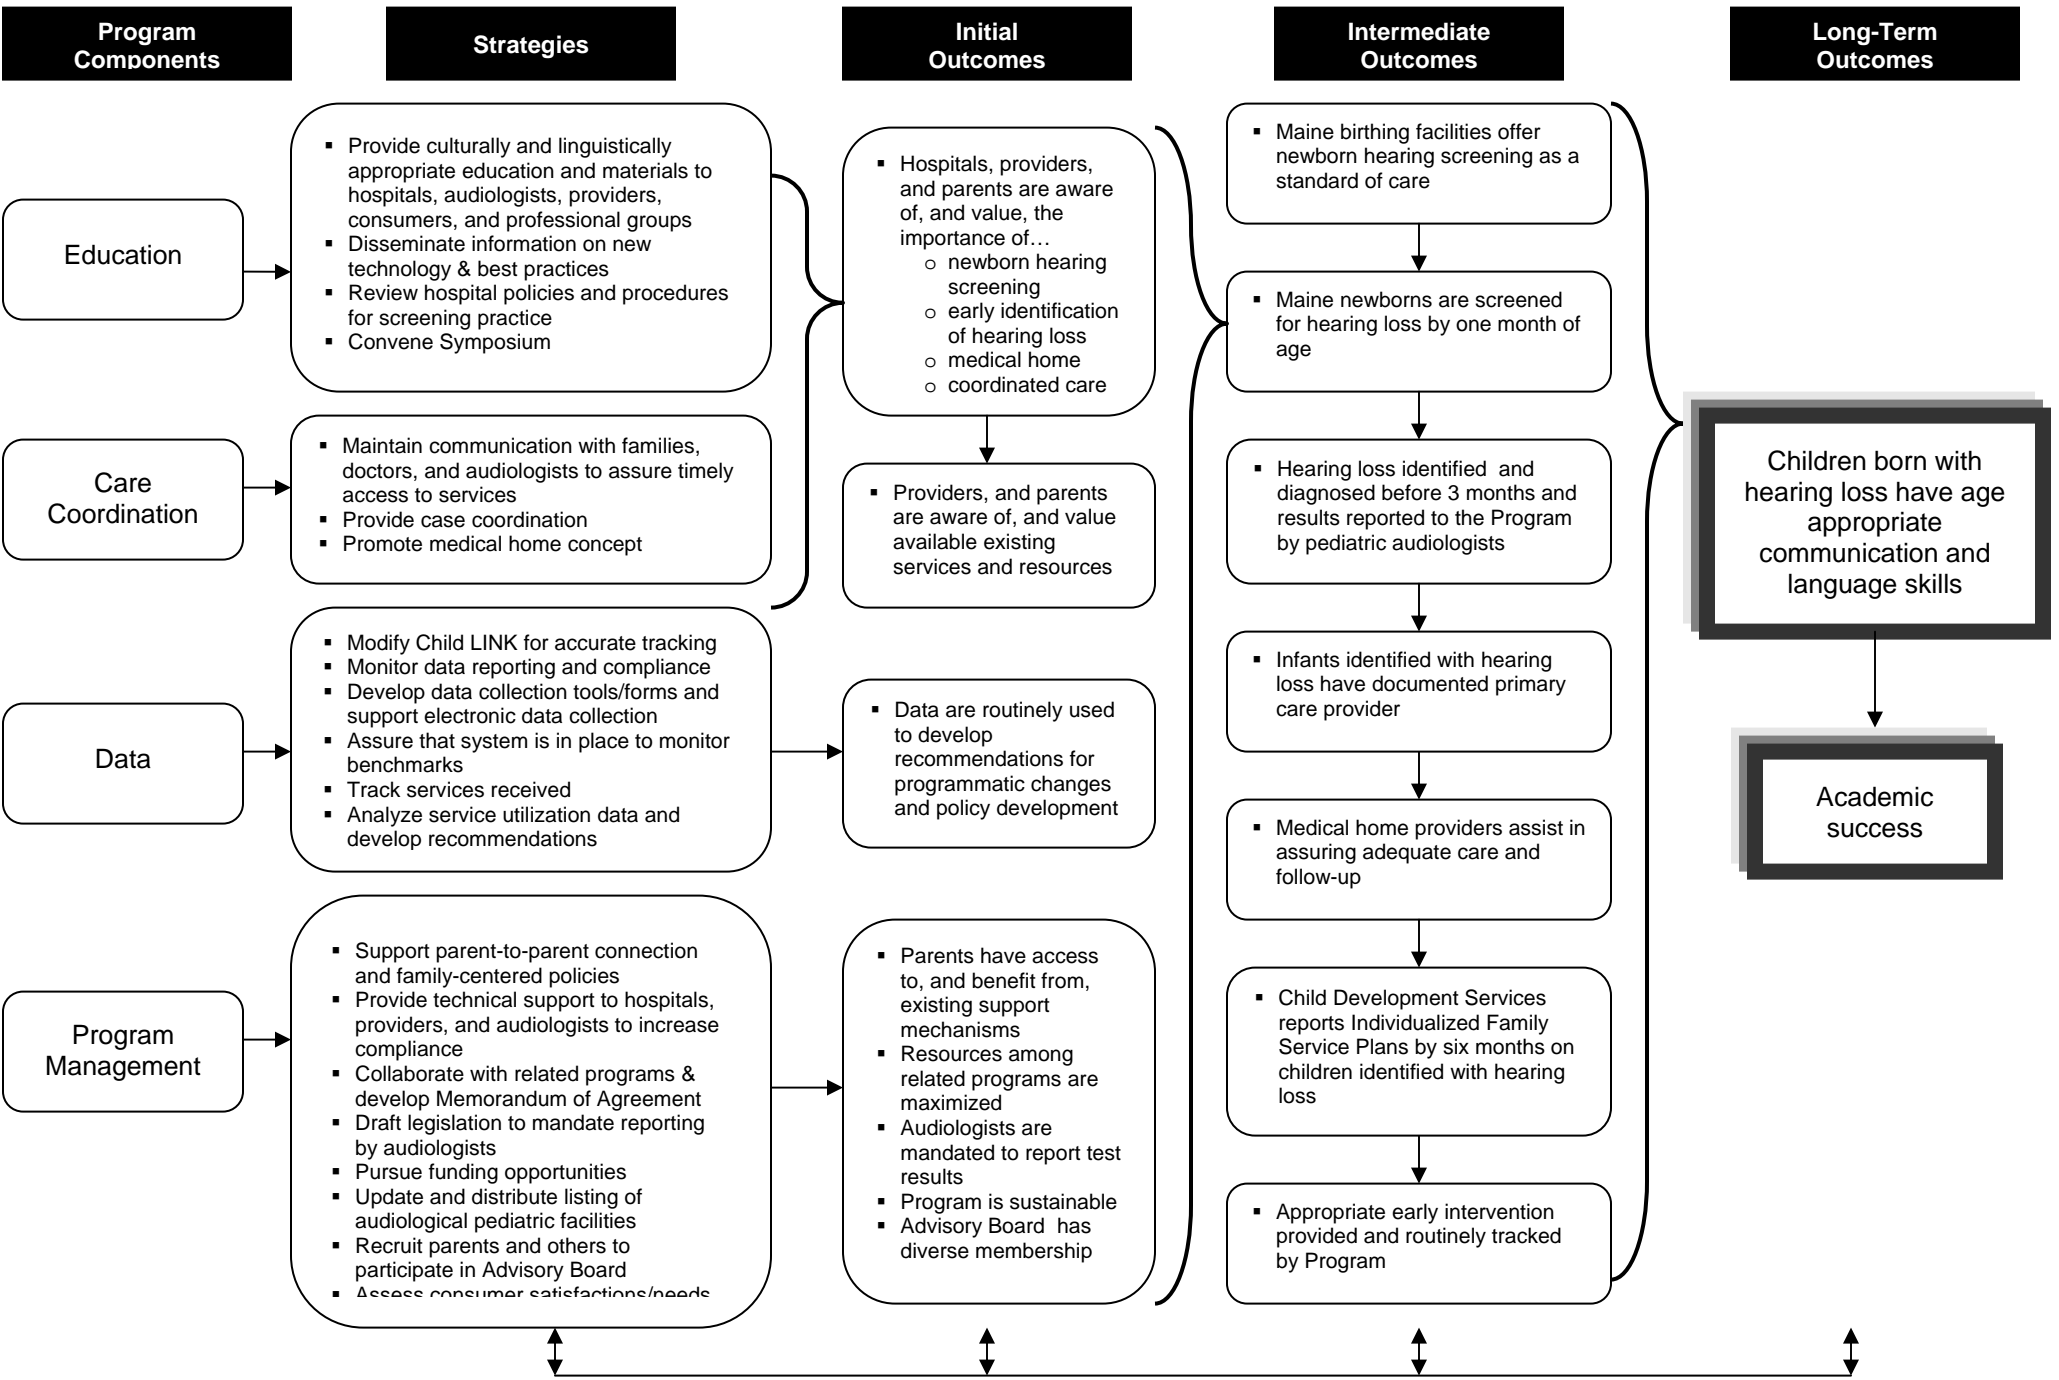 Program
Components
Strategies
Initial
Outcomes
Intermediate
Outcomes
Long-Term
Outcomes
Education
Care
Coordination
Data
Program
Management
▪ Provide culturally and linguistically
appropriate education and materials to
hospitals, audiologists, providers,
consumers, and professional groups
▪ Disseminate information on new
technology & best practices
▪ Review hospital policies and procedures
for screening practice
▪ Convene Symposium
▪ Maintain communication with families,
doctors, and audiologists to assure timely
access to services
▪ Provide case coordination
▪ Promote medical home concept
▪ Modify Child LINK for accurate tracking
▪ Monitor data reporting and compliance
▪ Develop data collection tools/forms and
support electronic data collection
▪ Assure that system is in place to monitor
benchmarks
▪ Track services received
▪ Analyze service utilization data and
develop recommendations
▪ Support parent-to-parent connection
and family-centered policies
▪ Provide technical support to hospitals,
providers, and audiologists to increase
compliance
▪ Collaborate with related programs &
develop Memorandum of Agreement
▪ Draft legislation to mandate reporting
by audiologists
▪ Pursue funding opportunities
▪ Update and distribute listing of
audiological pediatric facilities
▪ Recruit parents and others to
participate in Advisory Board
▪ Assess consumer satisfactions/needs
▪ Hospitals, providers,
and parents are aware
of, and value, the
importance of…
o newborn hearing
screening
o early identification
of hearing loss
o medical home
o coordinated care
▪ Providers, and parents
are aware of, and value
available existing
services and resources
▪ Data are routinely used
to develop
recommendations for
programmatic changes
and policy development
▪ Parents have access
to, and benefit from,
existing support
mechanisms
▪ Resources among
related programs are
maximized
▪ Audiologists are
mandated to report test
results
▪ Program is sustainable
▪ Advisory Board has
diverse membership
▪ Maine birthing facilities offer
newborn hearing screening as a
standard of care
▪ Maine newborns are screened
for hearing loss by one month of
age
▪ Hearing loss identified and
diagnosed before 3 months and
results reported to the Program
by pediatric audiologists
▪ Infants identified with hearing
loss have documented primary
care provider
▪ Medical home providers assist in
assuring adequate care and
follow-up
▪ Child Development Services
reports Individualized Family
Service Plans by six months on
children identified with hearing
loss
▪ Appropriate early intervention
provided and routinely tracked
by Program
Children born with
hearing loss have age
appropriate
communication and
language skills
Academic
success